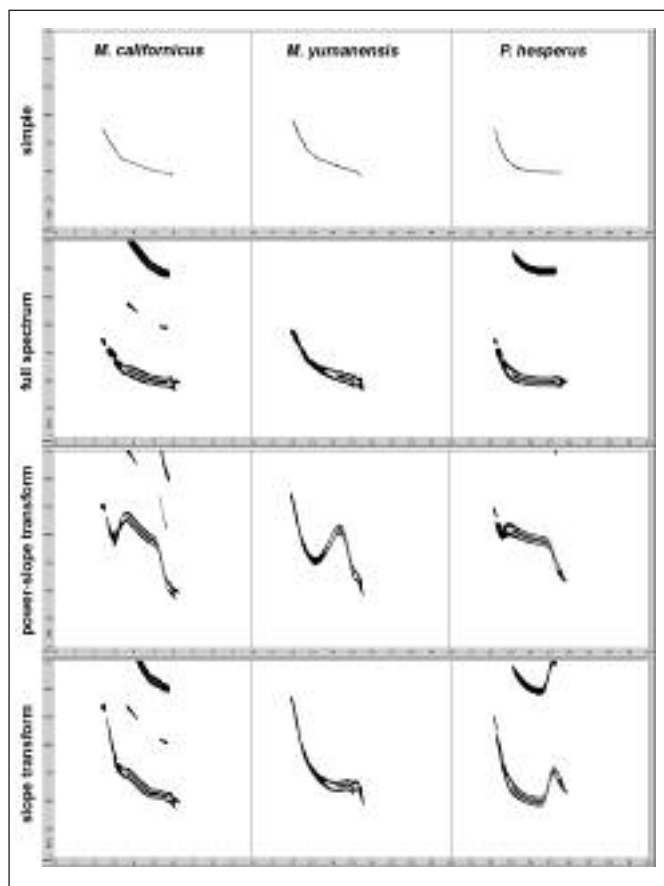 M. californicus
M. yumanensis
P. hesperus
simple
full spectrum
power-slope transform
slope transform